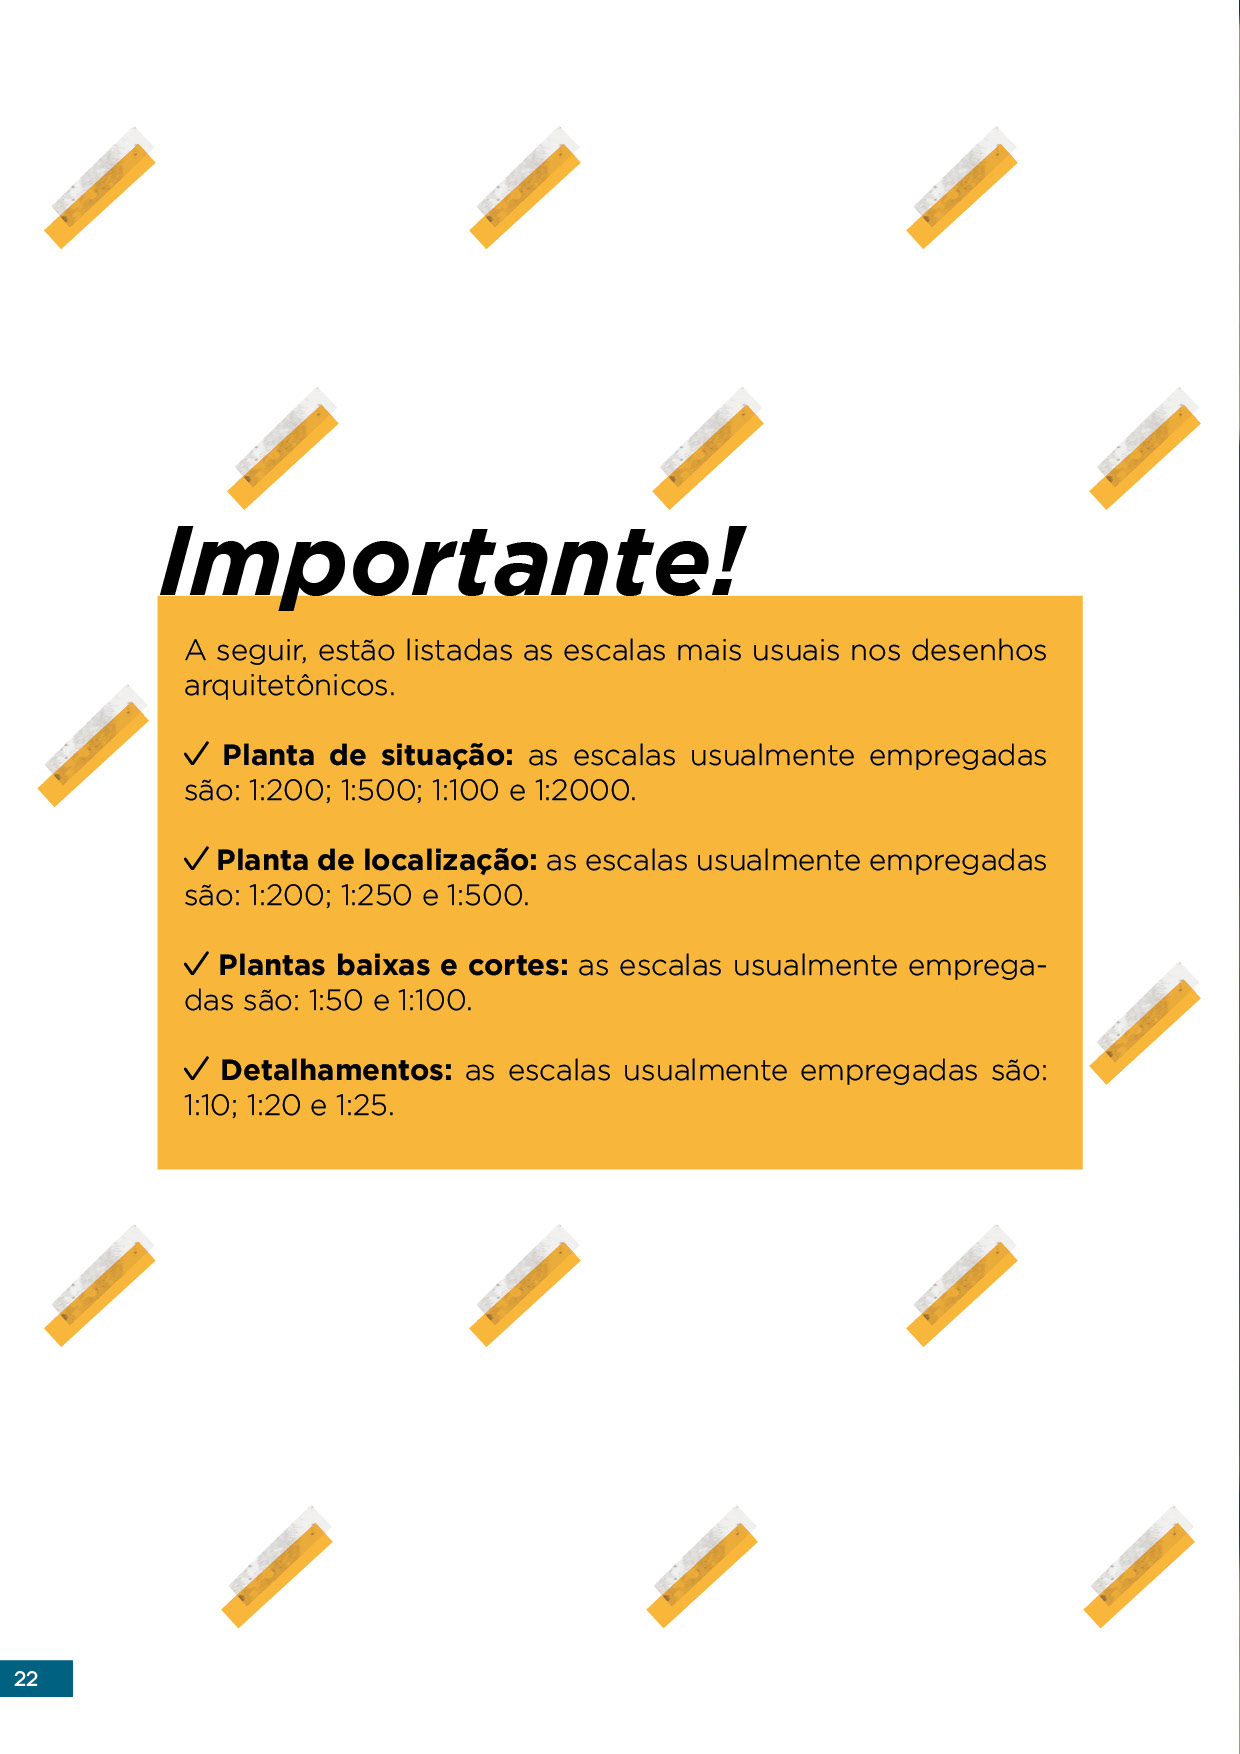 Importante!
A seguir, estão listadas as escalas mais usuais nos desenhos
arquitetônicos.
✓ Planta de situação: as escalas usualmente empregadas
são: 1:200; 1:500; 1:100 e 1:2000.
✓ Planta de localização: as escalas usualmente empregadas
são: 1:200; 1:250 e 1:500.
✓ Plantas baixas e cortes: as escalas usualmente emprega-
das são: 1:50 e 1:100.
✓ Detalhamentos: as escalas usualmente empregadas são:
1:10; 1:20 e 1:25.
22